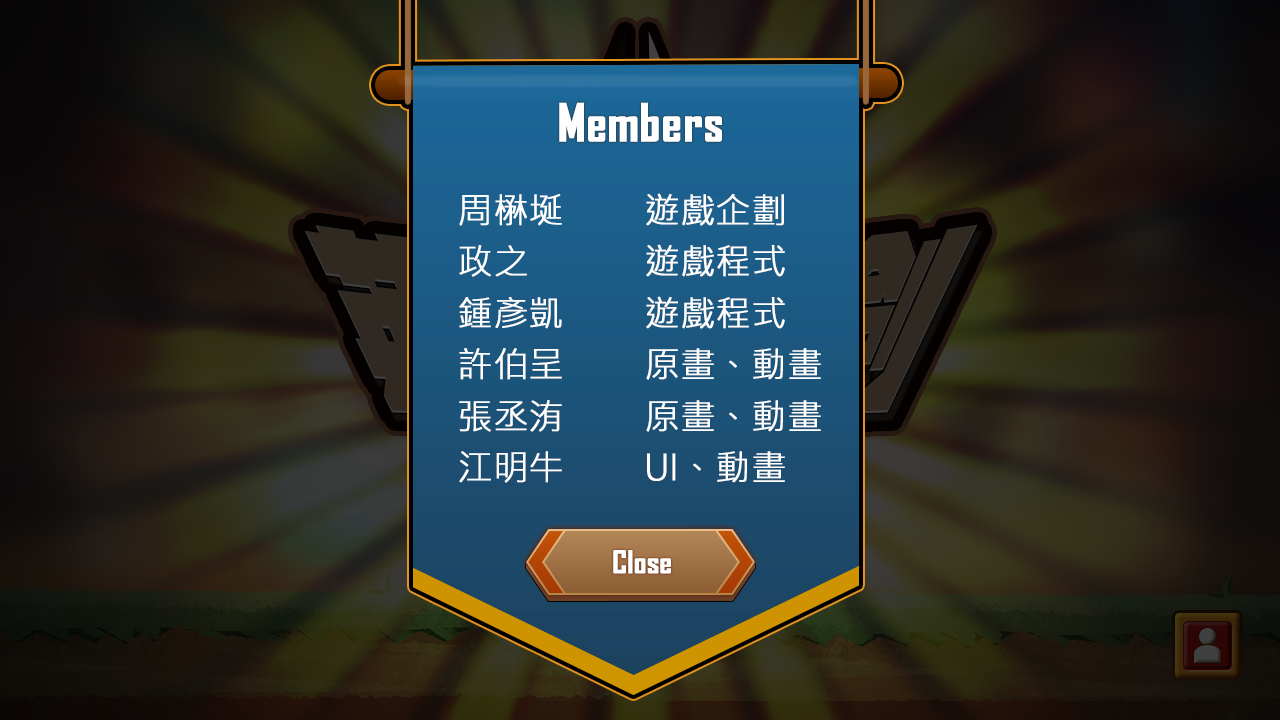 Members
周楙埏 遊戲企劃
政之 遊戲程式
鍾彥凱 遊戲程式
許伯呈 原畫、動畫
張丞洧 原畫、動畫
江明牛 UI、動畫
Close